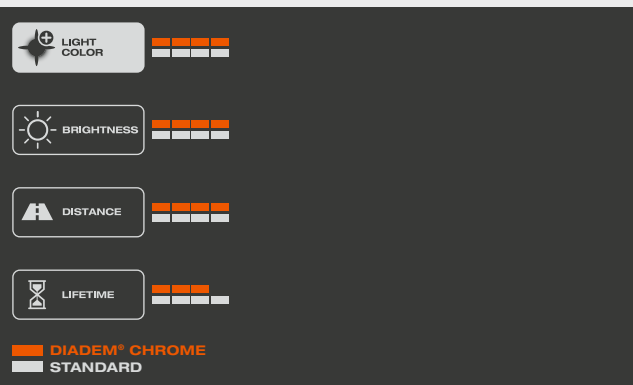 LIGHT
COLOR
BRIGHTNESS
DISTANCE
LIFETIME
DIADEM® CHROME
STANDARD